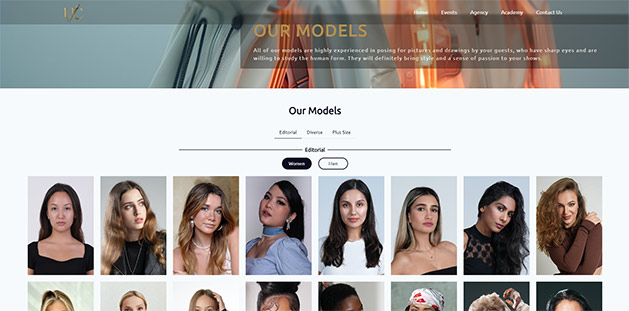 Home Events Agency Academy Contact Us
OUR MODELS
All of our models are highly experienced in posing for pictures and drawings by your guests, who have sharp eyes and are
willing to study the human form. They will definitely bring style and a sense of passion to your shows.
Our Models
Editorial Diverse Plus Size
Editorial
Women Men